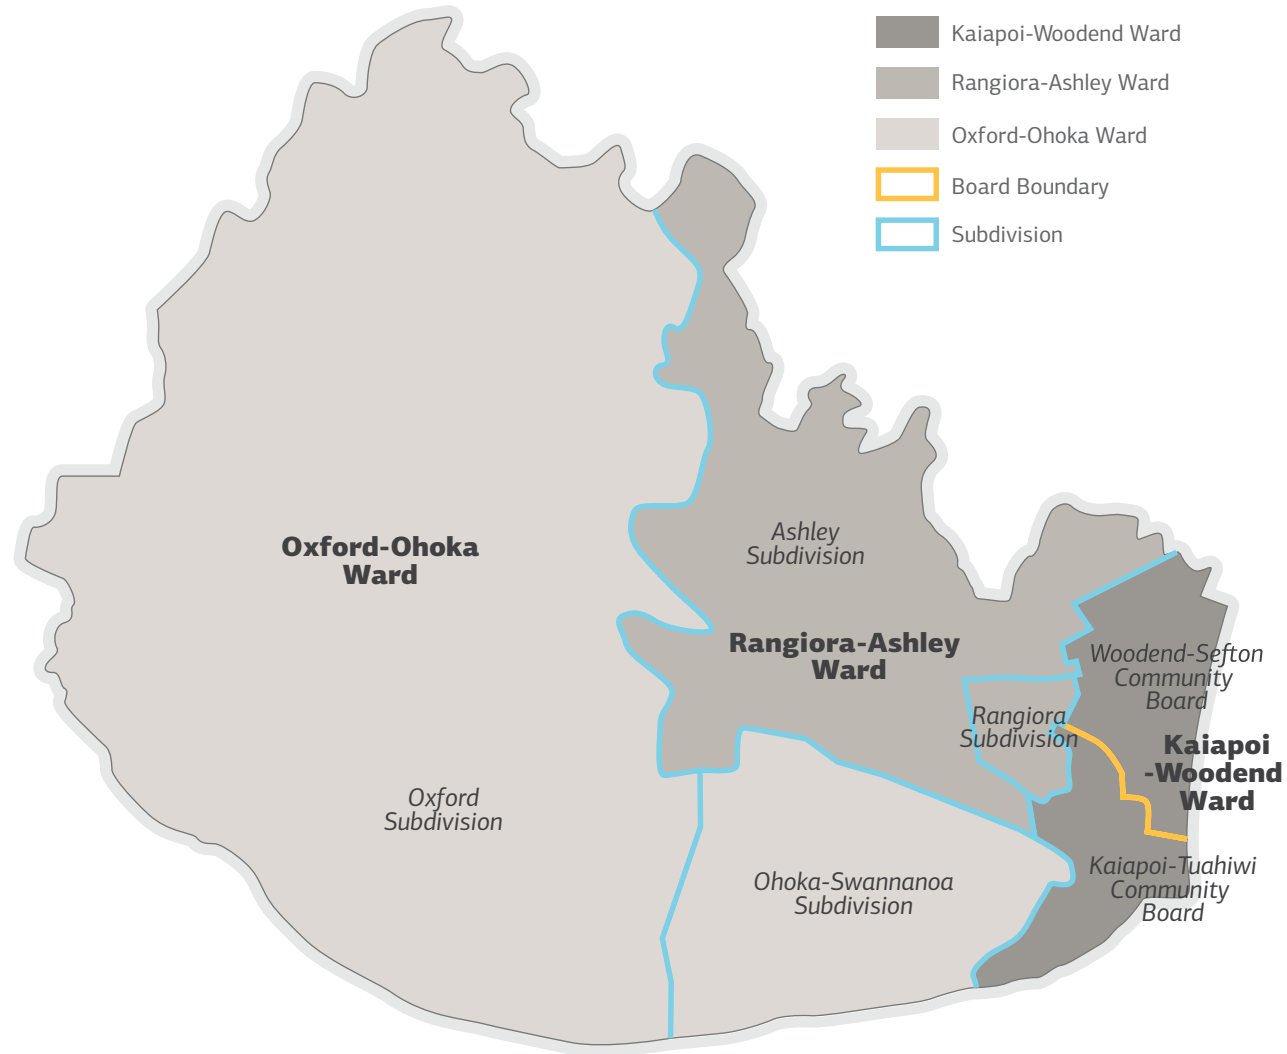 Kaiapoi-Woodend Ward
Rangiora-Ashley Ward
Oxford-Ohoka Ward
Board Boundary
Subdivision
Oxford-Ohoka
Ward
Ashley
Subdivision
Rangiora-Ashley
Ward
Woodend-Sefton
Community
Board
Rangiora
Subdivision
Kaiapoi
-Woodend
Ward
Oxford
Subdivision
Ohoka-Swannanoa
Subdivision
Kaiapoi-Tuahiwi
Community
Board